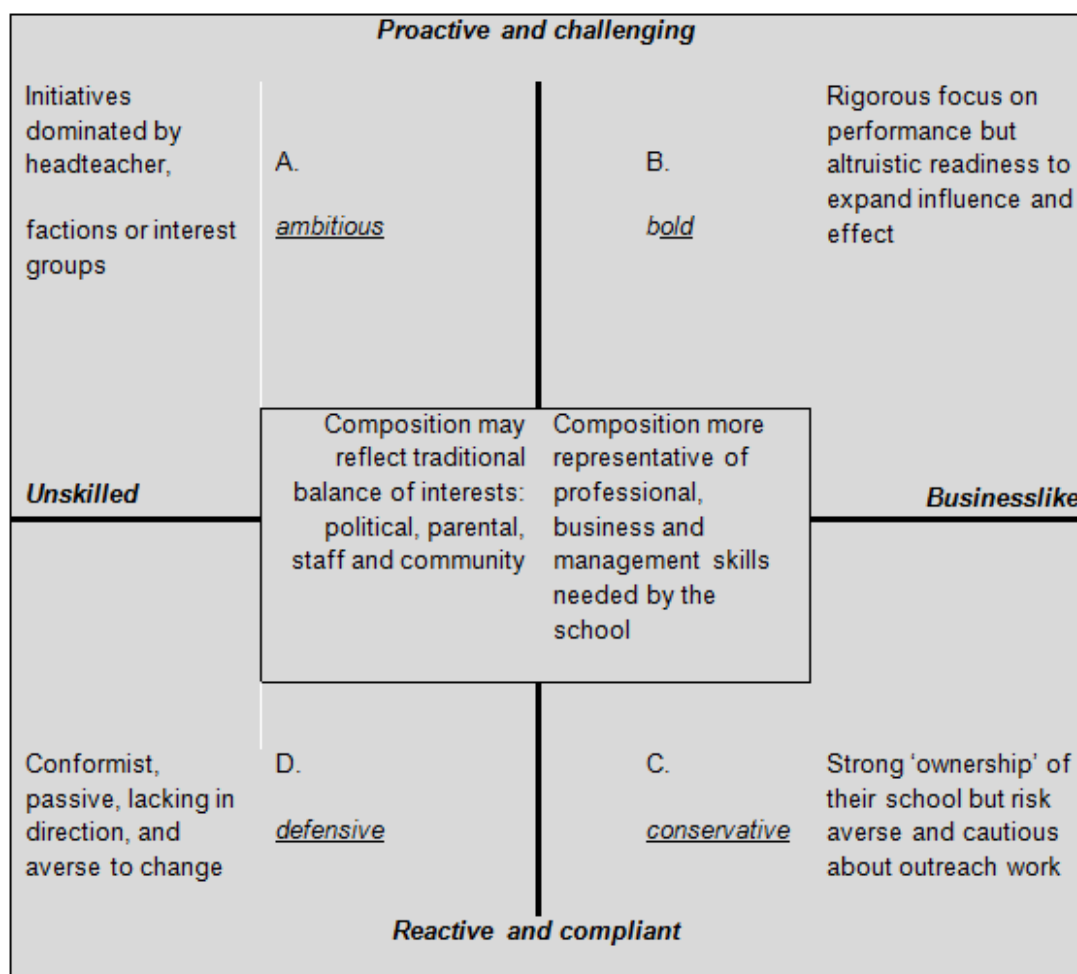 Proactive and challenging
Initiatives
dominated by
headteacher,
factions or interest
groups
A.
ambitious
B.
bold
Rigorous focus on
performance but
altruistic readiness to
expand influence and
effect
Unskilled
Composition may
reflect traditional
balance of interests:
political, parental,
staff and community
Composition more
representative of
professional,
business and
management skills
needed by the
school
Businesslike
Conformist,
passive, lacking in
direction, and
averse to change
D.
defensive
C.
conservative
Strong ‘ownership’ of
their school but risk
averse and cautious
about outreach work
Reactive and compliant